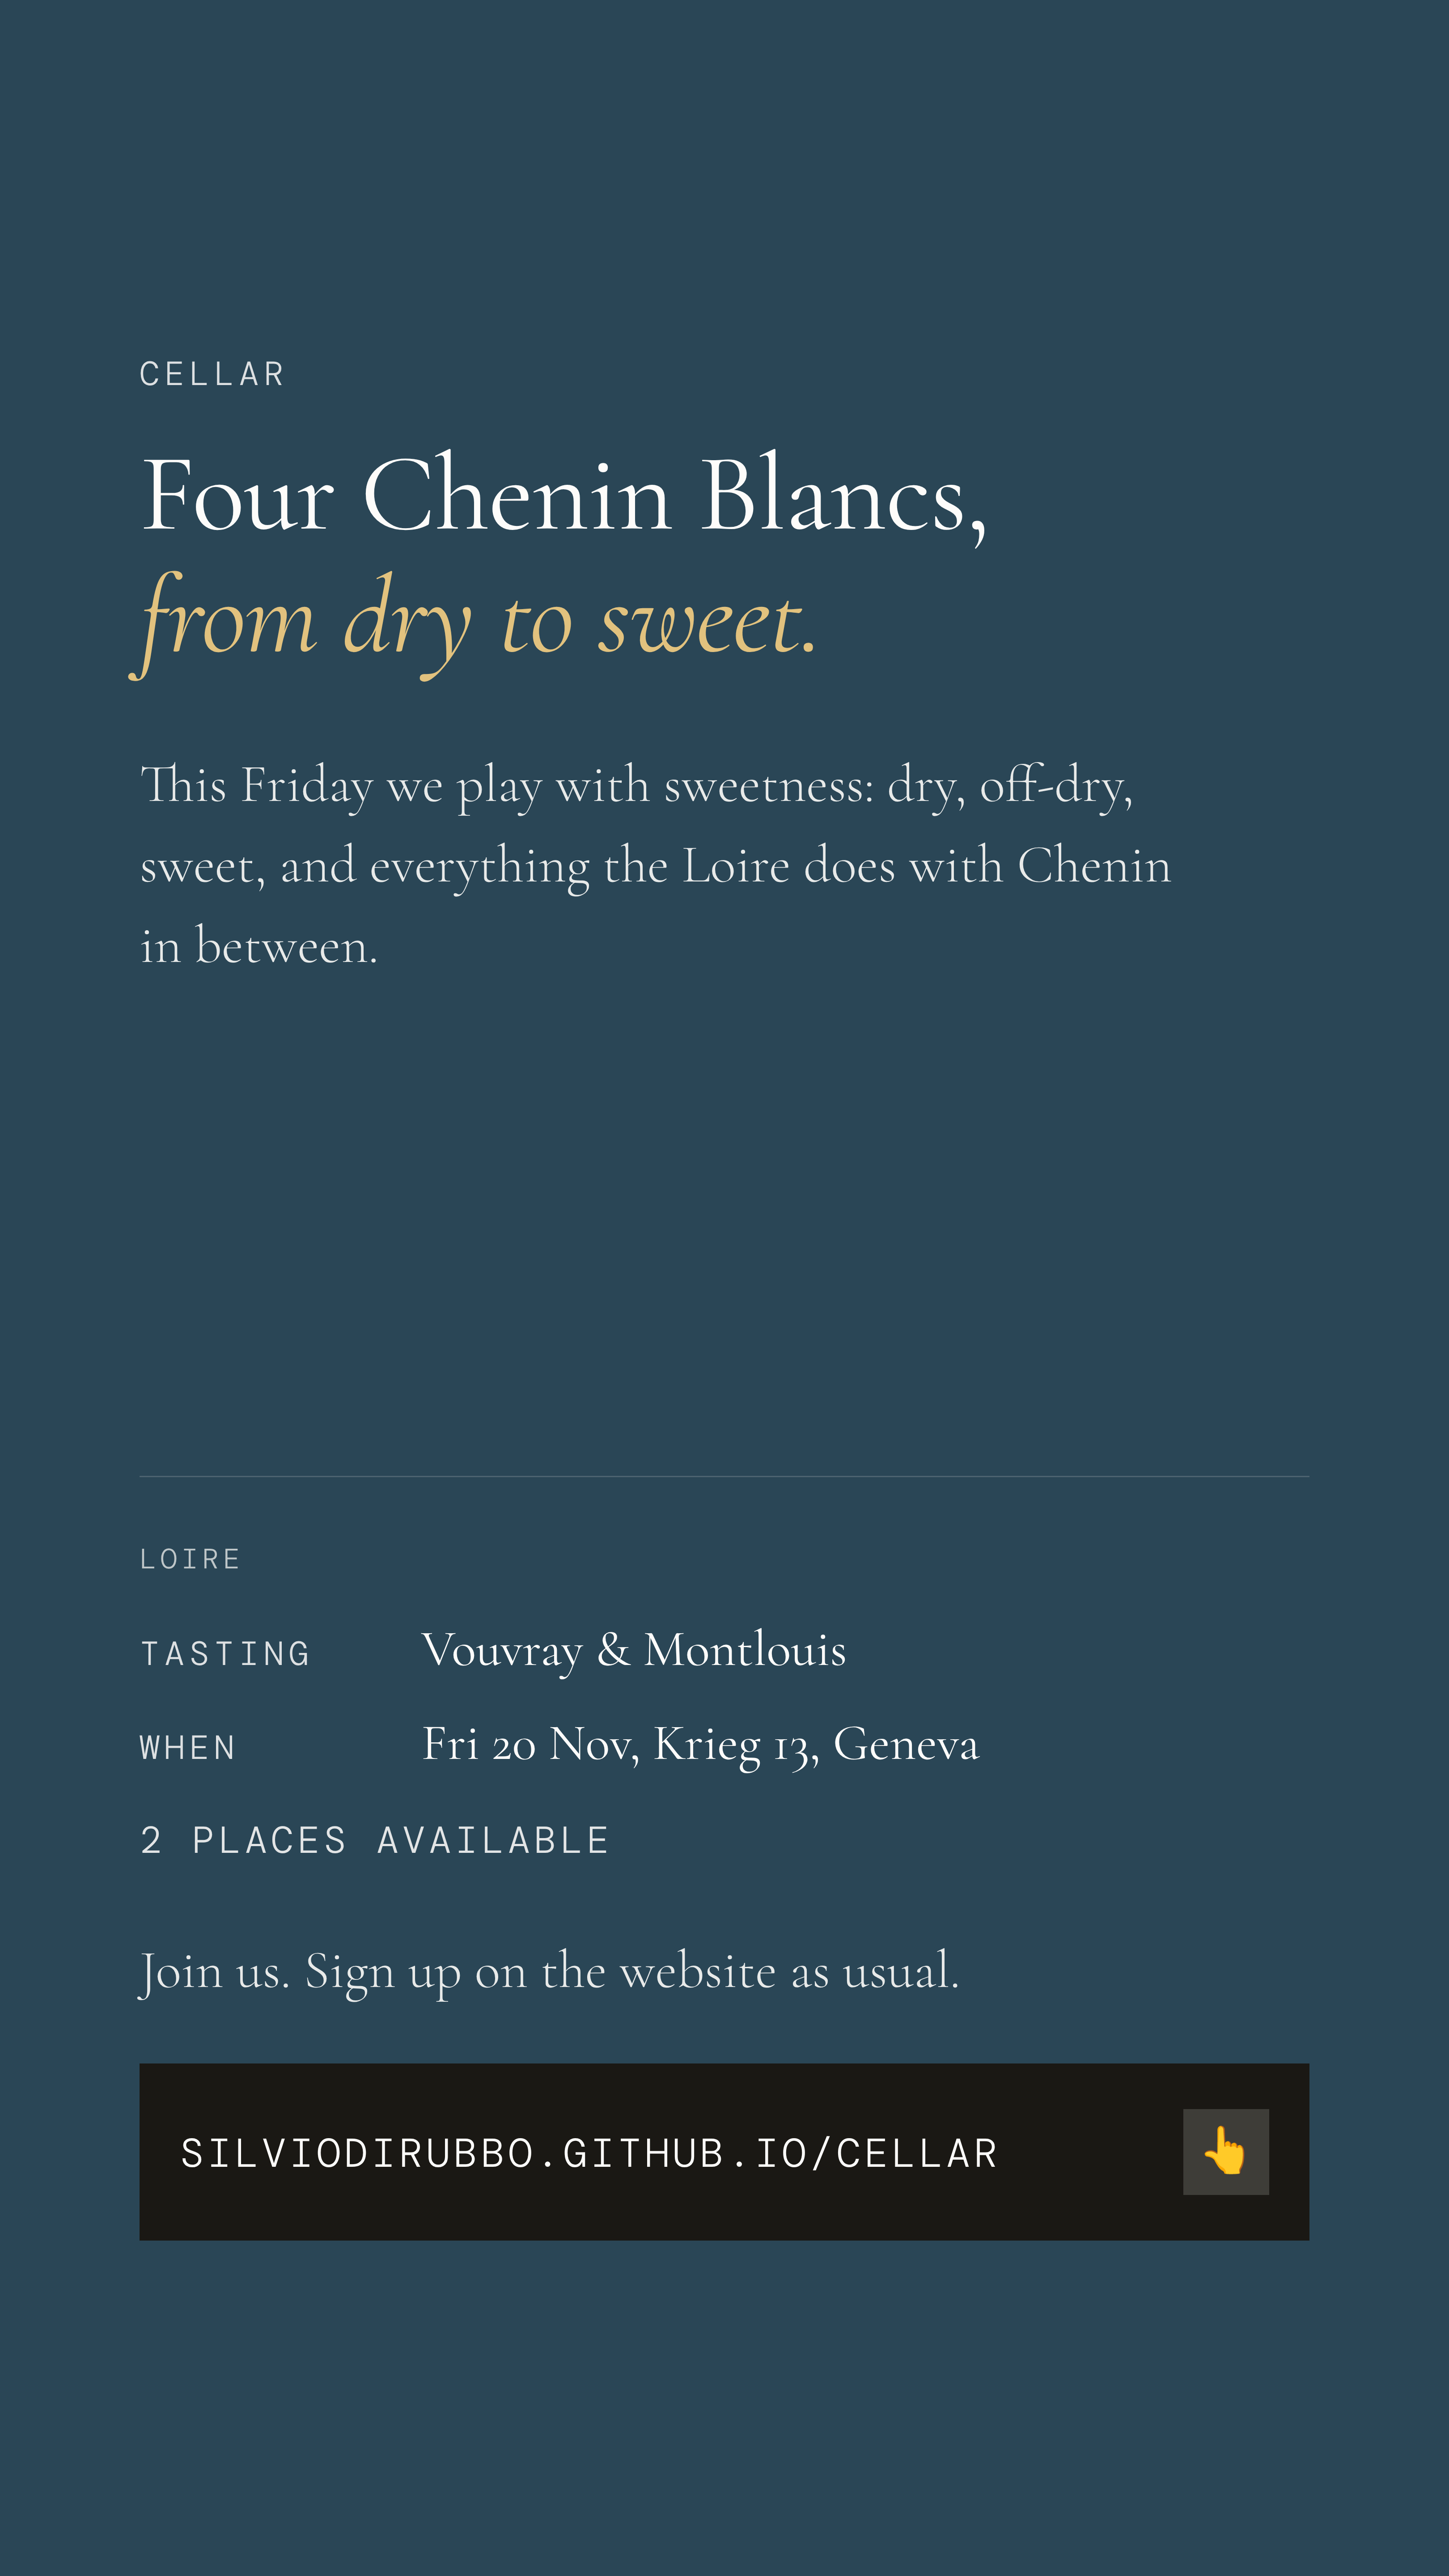 CELLAR
Four Chenin Blancs,
from dry to sweet.
This Friday we play with sweetness: dry, off-dry,
sweet, and everything the Loire does with Chenin
in between.
LOIRE
TASTING Vouvray & Montlouis
WHEN Fri 20 Nov, Krieg 13, Geneva
2 PLACES AVAILABLE
Join us. Sign up on the website as usual.
SILVIODIRUBBO.GITHUB.IO/CELLAR